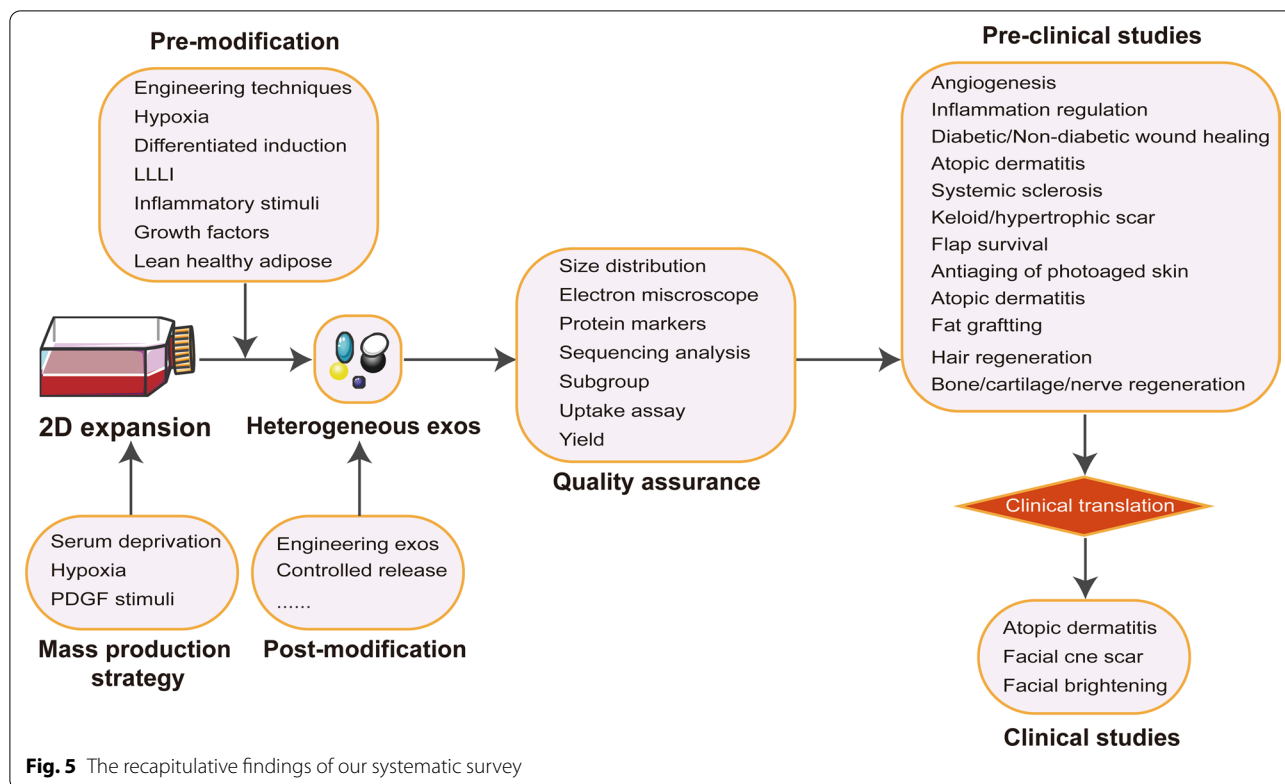 Pre-modification
Engineering techniques
Hypoxia
Differentiated induction
LLLI
Inflammatory stimuli
Growth factors
Lean healthy adipose
2D expansion
Heterogeneous exos
Serum deprivation
Hypoxia
PDGF stimuli
Mass production
strategy
Engineering exos
Controlled release
......
Post-modification
Size distribution
Electron miscroscope
Protein markers
Sequencing analysis
Subgroup
Uptake assay
Yield
Quality assurance
Pre-clinical studies
Angiogenesis
Inflammation regulation
Diabetic/Non-diabetic wound healing
Atopic dermatitis
Systemic sclerosis
Keloid/hypertrophic scar
Flap survival
Antiaging of photoaged skin
Atopic dermatitis
Fat graftting
Hair regeneration
Bone/cartilage/nerve regeneration
Clinical translation
Atopic dermatitis
Facial cne scar
Facial brightening
Clinical studies
Fig. 5 The recapitulative findings of our systematic survey